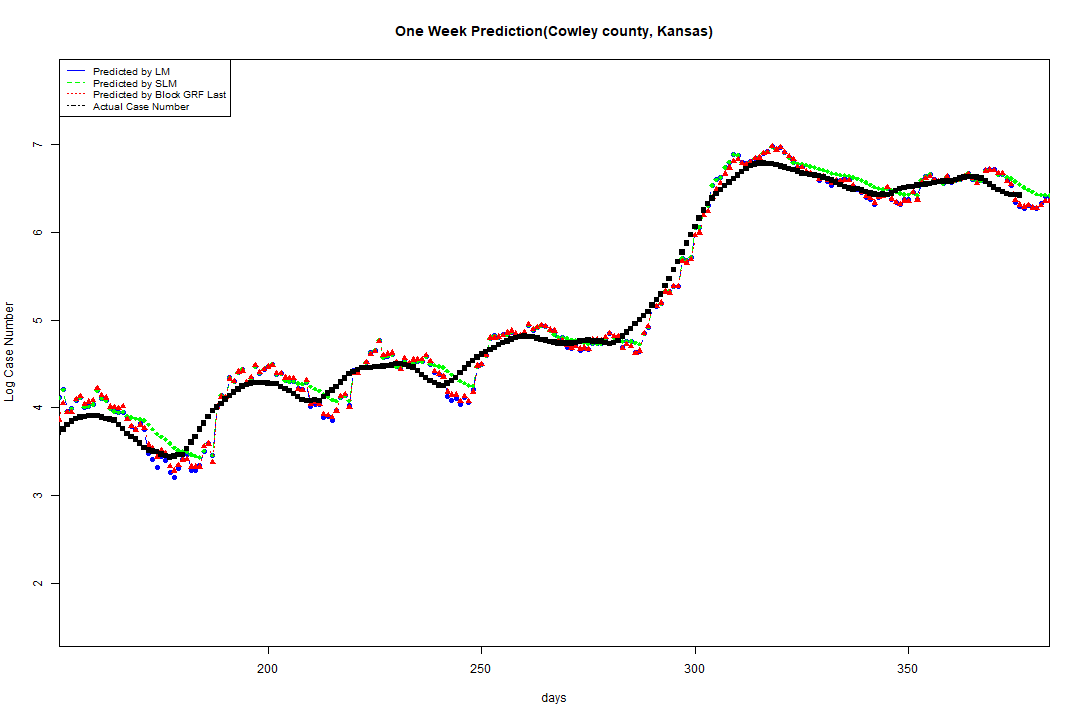 One Week Prediction(Cowley county, Kansas)
Predicted by LM
Predicted by SLM
Predicted by Block GRF Last
Actual Case Number
7
6
5
4
3
2
Log Case Number
200
250
300
350
days